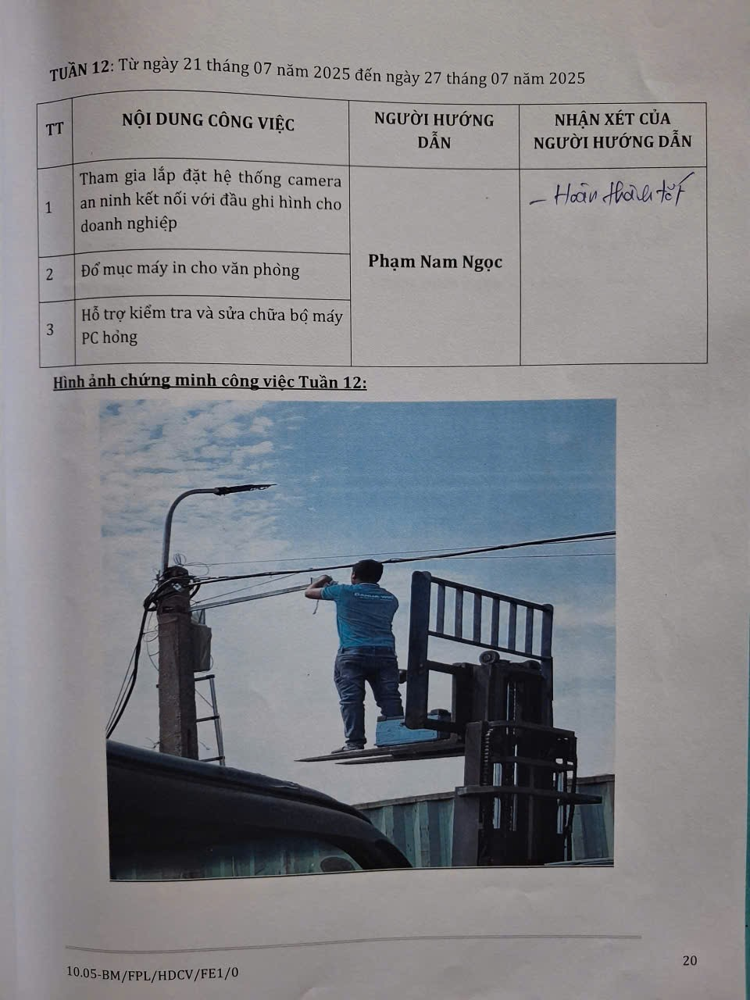 TUẦN 12: Từ ngày 21 tháng 07 năm 2025 đến ngày 27 tháng 07 năm 2025
TT
NỘI DUNG CÔNG VIỆC
NGƯỜI HƯỚNG
DẪN
NHẬN XÉT CỦA
NGƯỜI HƯỚNG DẪN
1
Tham gia lắp đặt hệ thống camera
an ninh kết nối với đầu ghi hình cho
doanh nghiệp
Phạm Nam Ngọc
- Hoàn thành tốt
2
Đổ mục máy in cho văn phòng
3
Hỗ trợ kiểm tra và sửa chữa bộ máy
PC hỏng
Hình ảnh chứng minh công việc Tuần 12:
10.05-BM/FPL/HDCV/FE1/0
20